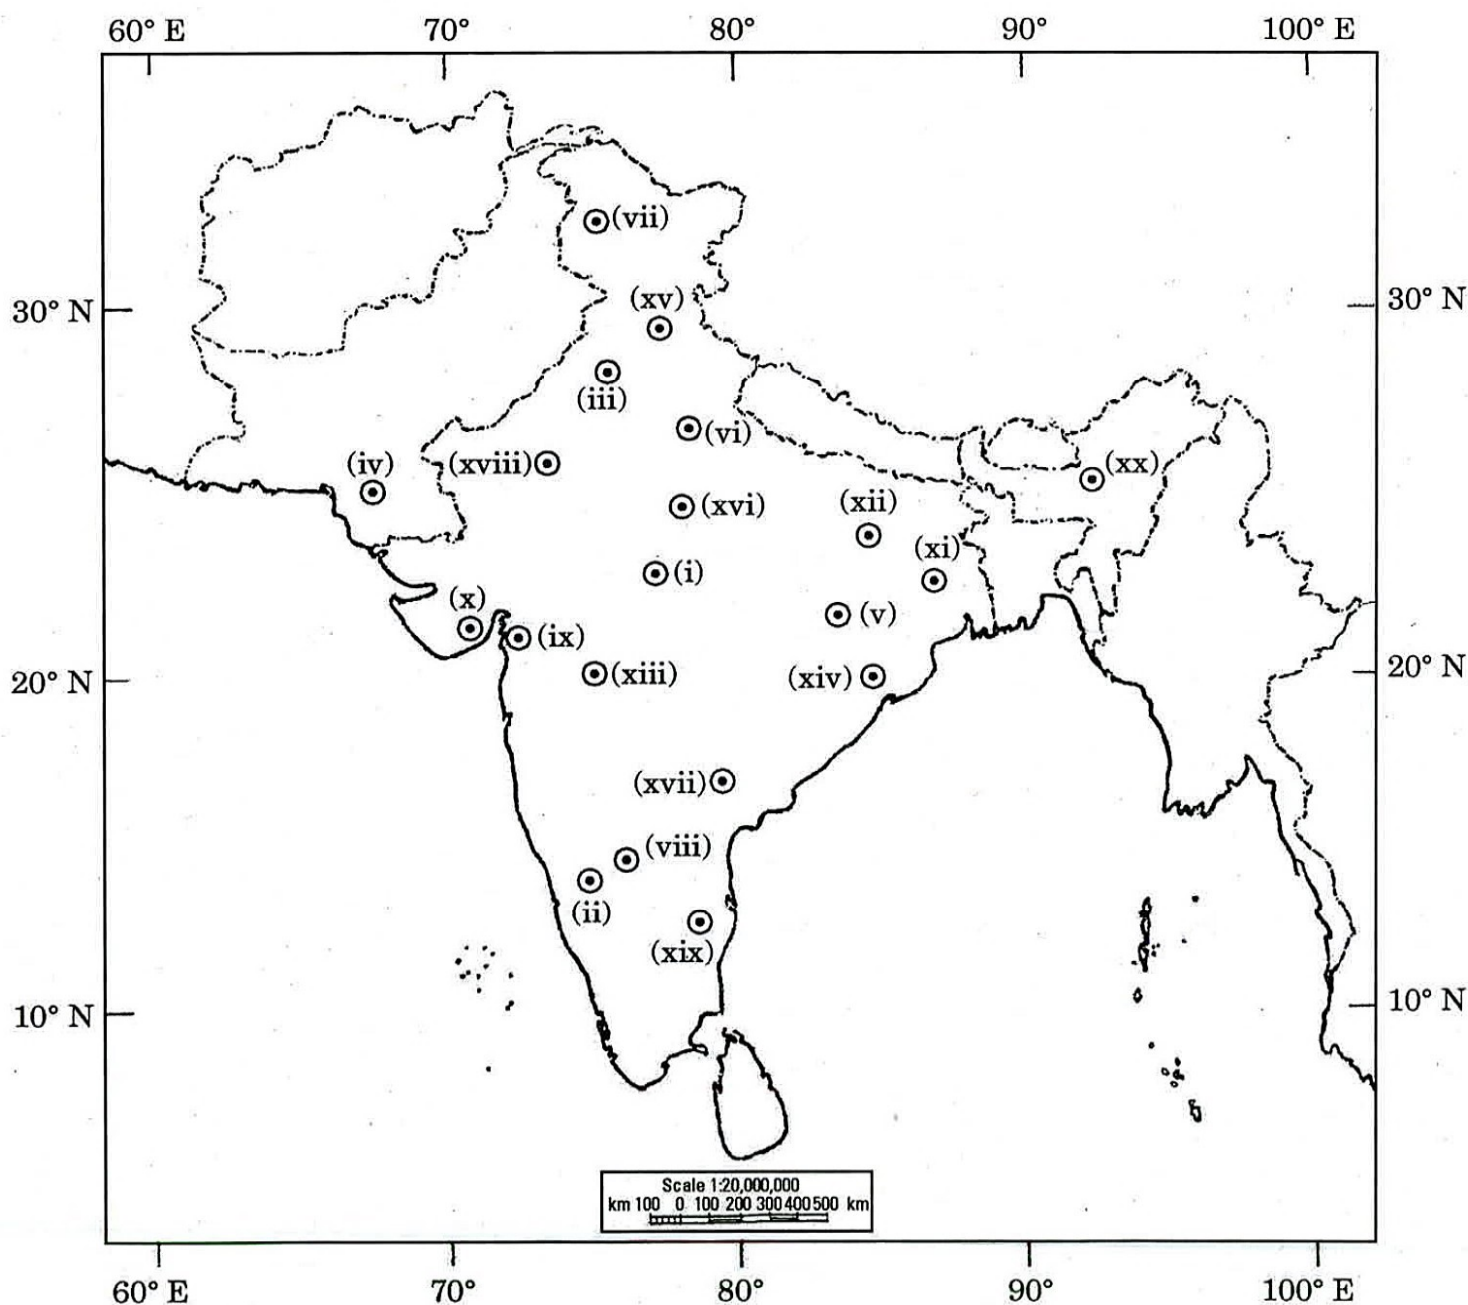 60° E 70° 80° 90° 100° E
(vii)
30° N (xv) 30° N
(iii)
(vi)
(iv) (xviii) (xx)
(xvi) (xii)
(xi)
(i)
(x) (v)
(ix)
20° N (xiii) (xiv) 20° N
(xvii)
(viii)
(ii)
(xix)
10° N 10° N
Scale 1:20,000,000
km 100 0 100 200 300 400 500 km
60° E 70° 80° 90° 100° E